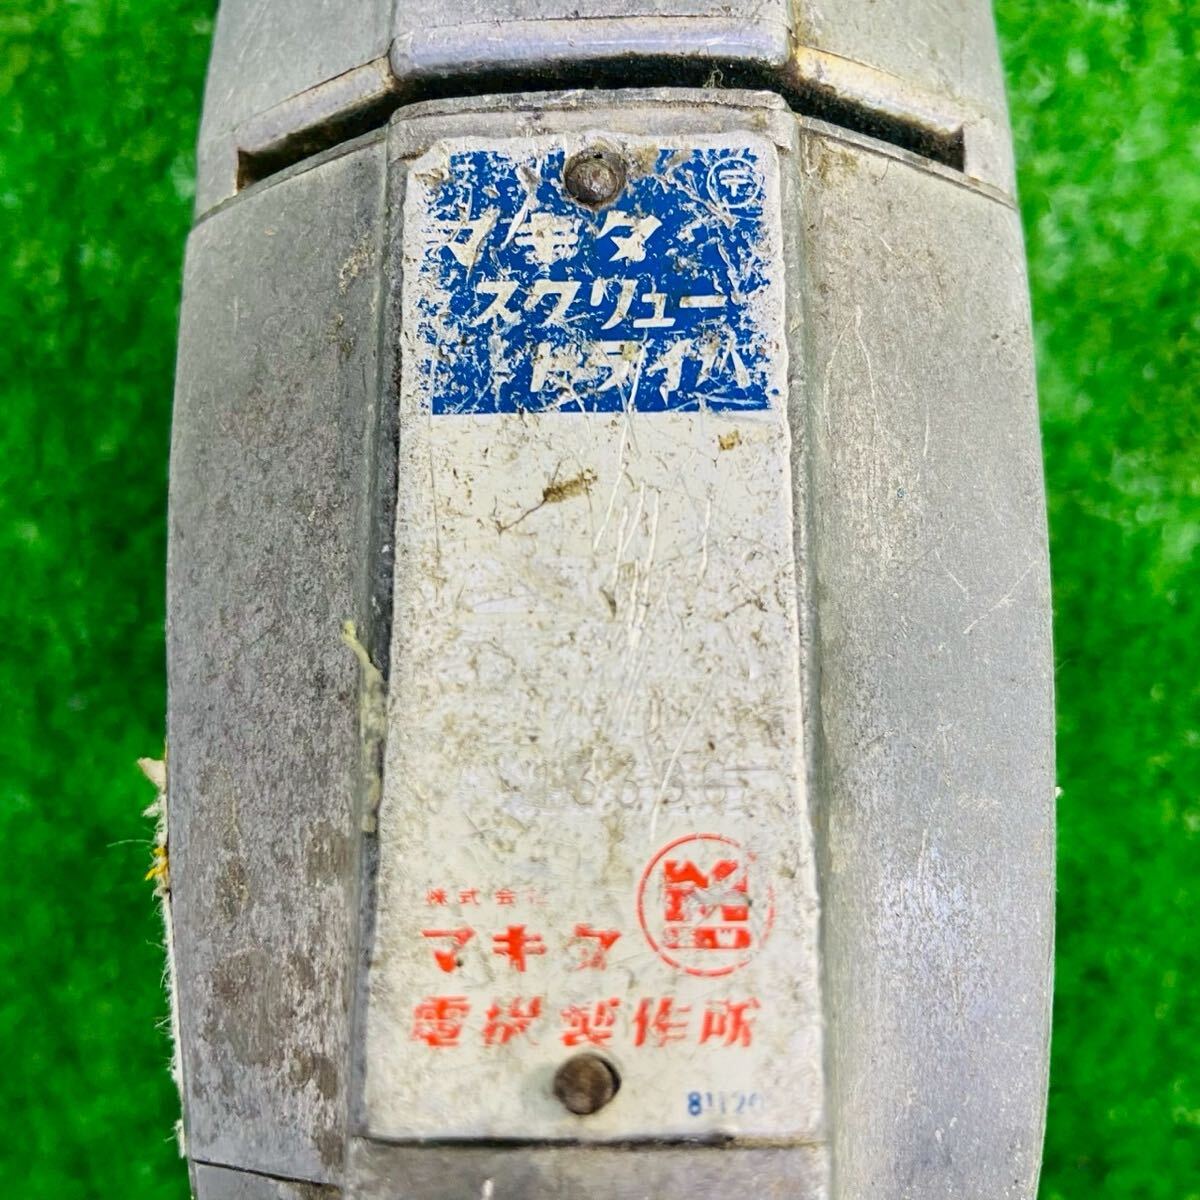 〒
マキタ
スクリュー
ドライバ
株式会社
マキタ
電機製作所